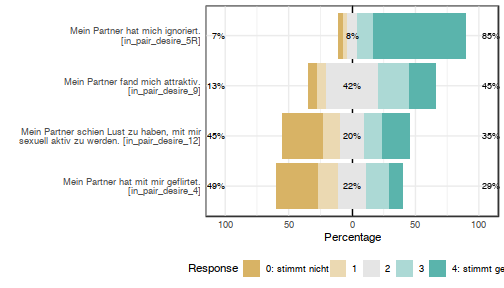 Mein Partner hat mich ignoriert.
[in_pair_desire_5R]
7% 8% 85%
Mein Partner fand mich attraktiv.
[in_pair_desire_9]
13% 42% 45%
Mein Partner schien Lust zu haben, mit mir
sexuell aktiv zu werden. [in_pair_desire_12]
45% 20% 35%
Mein Partner hat mit mir geflirtet.
[in_pair_desire_4]
49% 22% 29%
100 50 0 50 100
Percentage
Response 0: stimmt nicht 1 2 3 4: stimmt ge